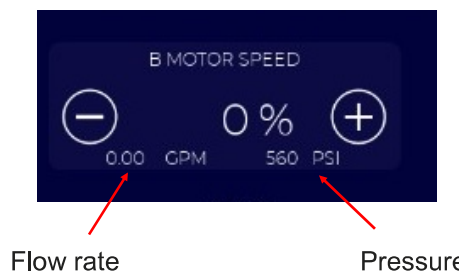 B MOTOR SPEED
0 %
0.00 GPM 560 PSI
Flow rate Pressure